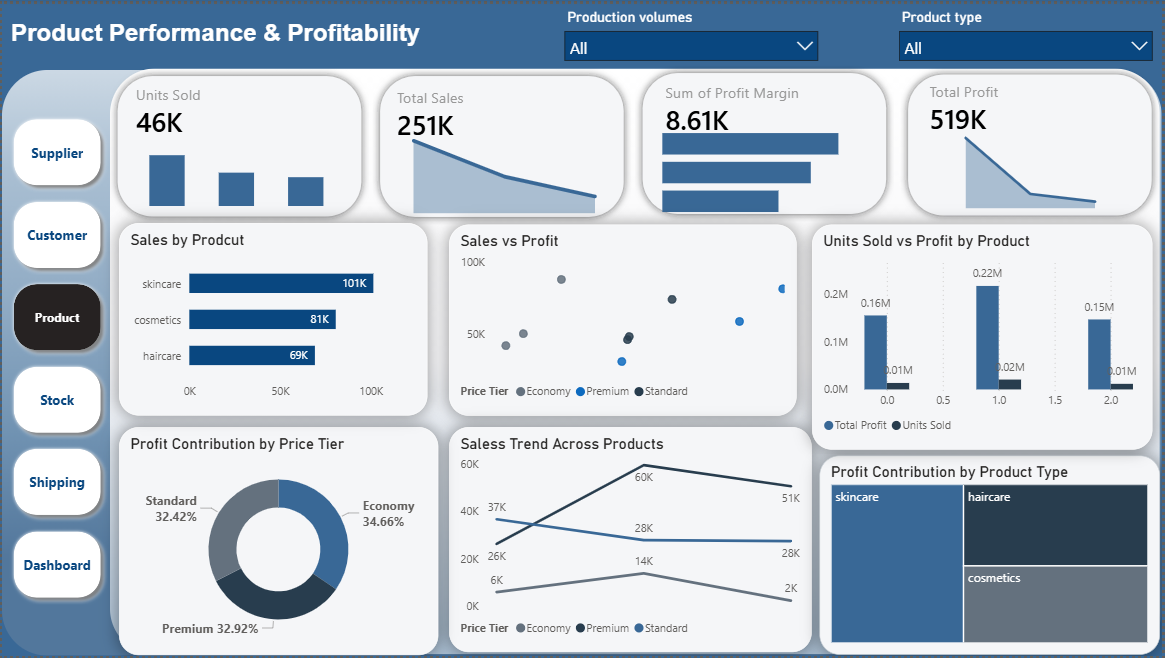 Product Performance & Profitability
Production volumes
All
Product type
All
Supplier
Customer
Product
Stock
Shipping
Dashboard
Units Sold
46K
Total Sales
251K
Sum of Profit Margin
8.61K
Total Profit
519K
Sales by Prodcut
skincare
101K
cosmetics
81K
haircare
69K
0K
50K
100K
Sales vs Profit
100K
50K
Price Tier
Economy
Premium
Standard
Units Sold vs Profit by Product
0.2M
0.1M
0.0M
0.16M
0.01M
0.22M
0.02M
0.15M
0.01M
0.0
0.5
1.0
1.5
2.0
Total Profit
Units Sold
Profit Contribution by Price Tier
Standard
32.42%
Economy
34.66%
Premium 32.92%
Saless Trend Across Products
60K
40K
20K
0K
37K
26K
6K
60K
28K
14K
51K
28K
2K
Price Tier
Economy
Premium
Standard
Profit Contribution by Product Type
skincare
haircare
cosmetics